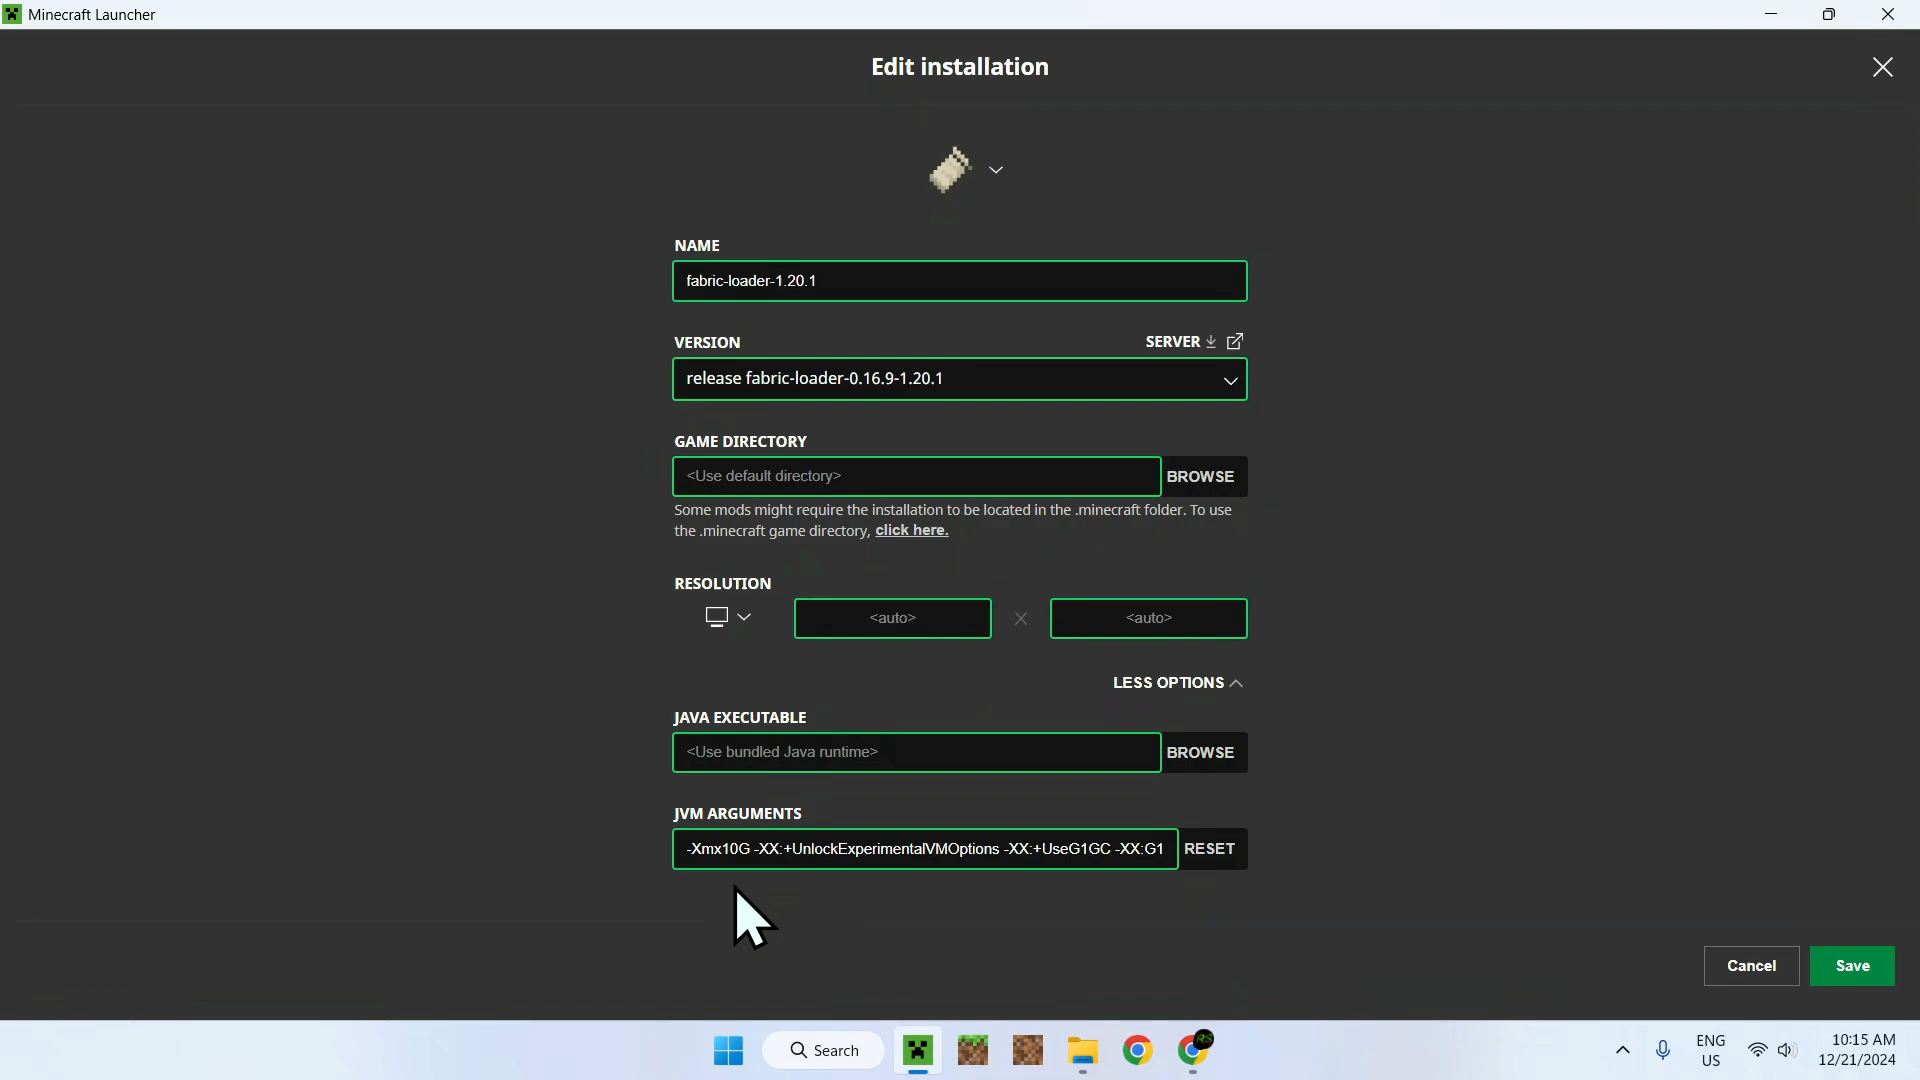 Minecraft Launcher
Edit installation
NAME
fabric-loader-1.20.1
VERSION
SERVER
release fabric-loader-0.16.9-1.20.1
GAME DIRECTORY
<Use default directory>
BROWSE
Some mods might require the installation to be located in the .minecraft folder. To use
the .minecraft game directory, click here.
RESOLUTION
<auto>
<auto>
LESS OPTIONS
JAVA EXECUTABLE
<Use bundled Java runtime>
BROWSE
JVM ARGUMENTS
-Xmx10G -XX:+UnlockExperimentalVMOptions -XX:+UseG1GC -XX:G1
RESET
Cancel
Save
Search
RS
ENG
US
10:15 AM
12/21/2024